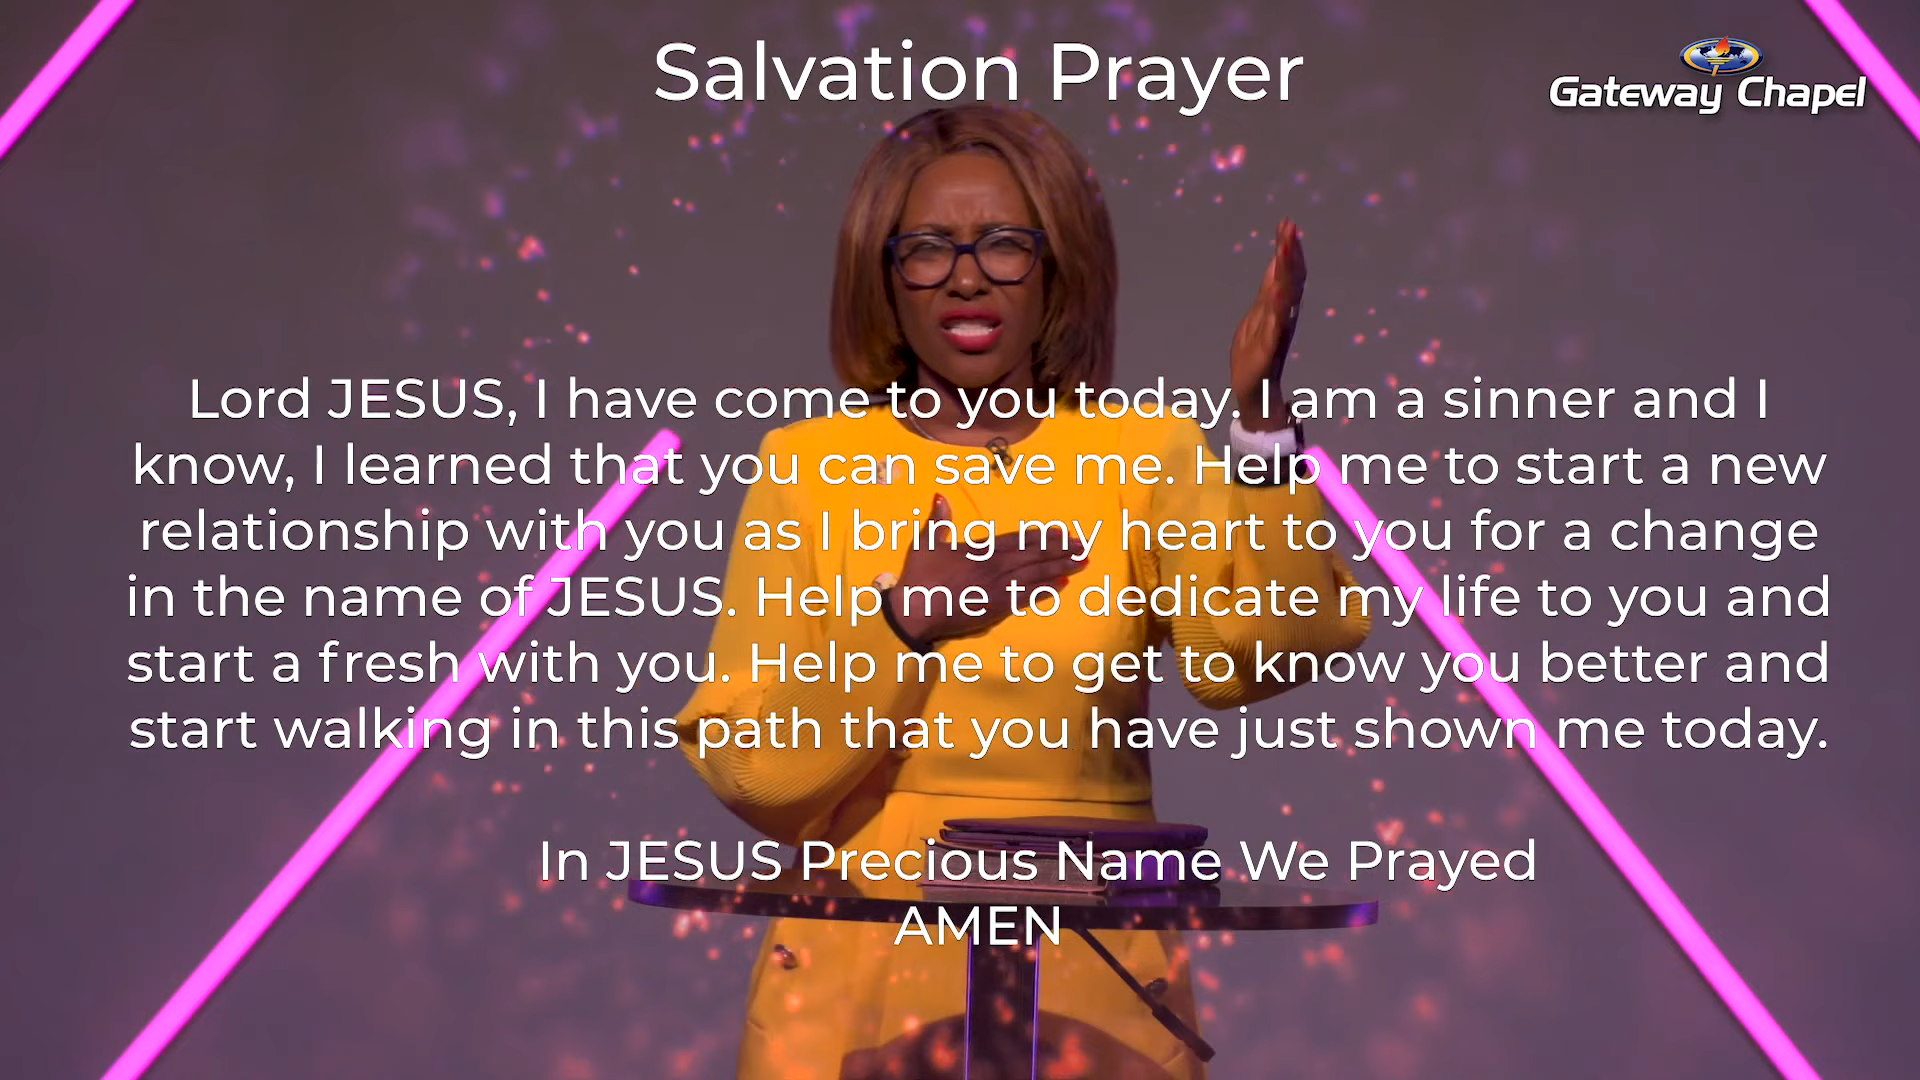 Salvation Prayer
Gateway Chapel
Lord JESUS, I have come to you today. I am a sinner and I
know, I learned that you can save me. Help me to start a new
relationship with you as I bring my heart to you for a change
in the name of JESUS. Help me to dedicate my life to you and
start a fresh with you. Help me to get to know you better and
start walking in this path that you have just shown me today.
In JESUS Precious Name We Prayed
AMEN